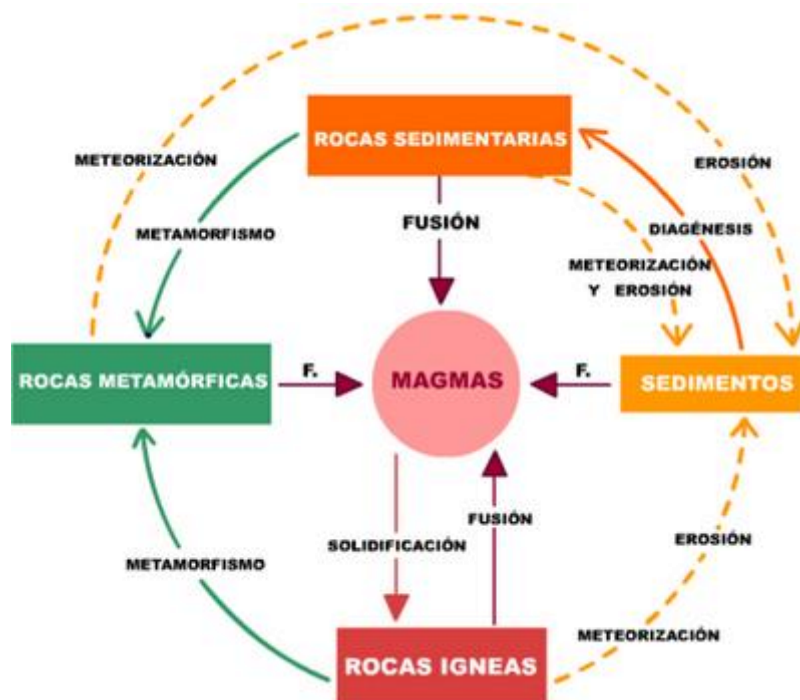 ROCAS SEDIMENTARIAS
METEORIZACIÓN
EROSIÓN
FUSIÓN
DIAGÉNESIS
METAMORFISMO
METEORIZACIÓN
Y EROSIÓN
ROCAS METAMÓRFICAS
F.
MAGMAS
F.
SEDIMENTOS
FUSIÓN
SOLIDIFICACIÓN
EROSIÓN
METAMORFISMO
METEORIZACIÓN
ROCAS IGNEAS